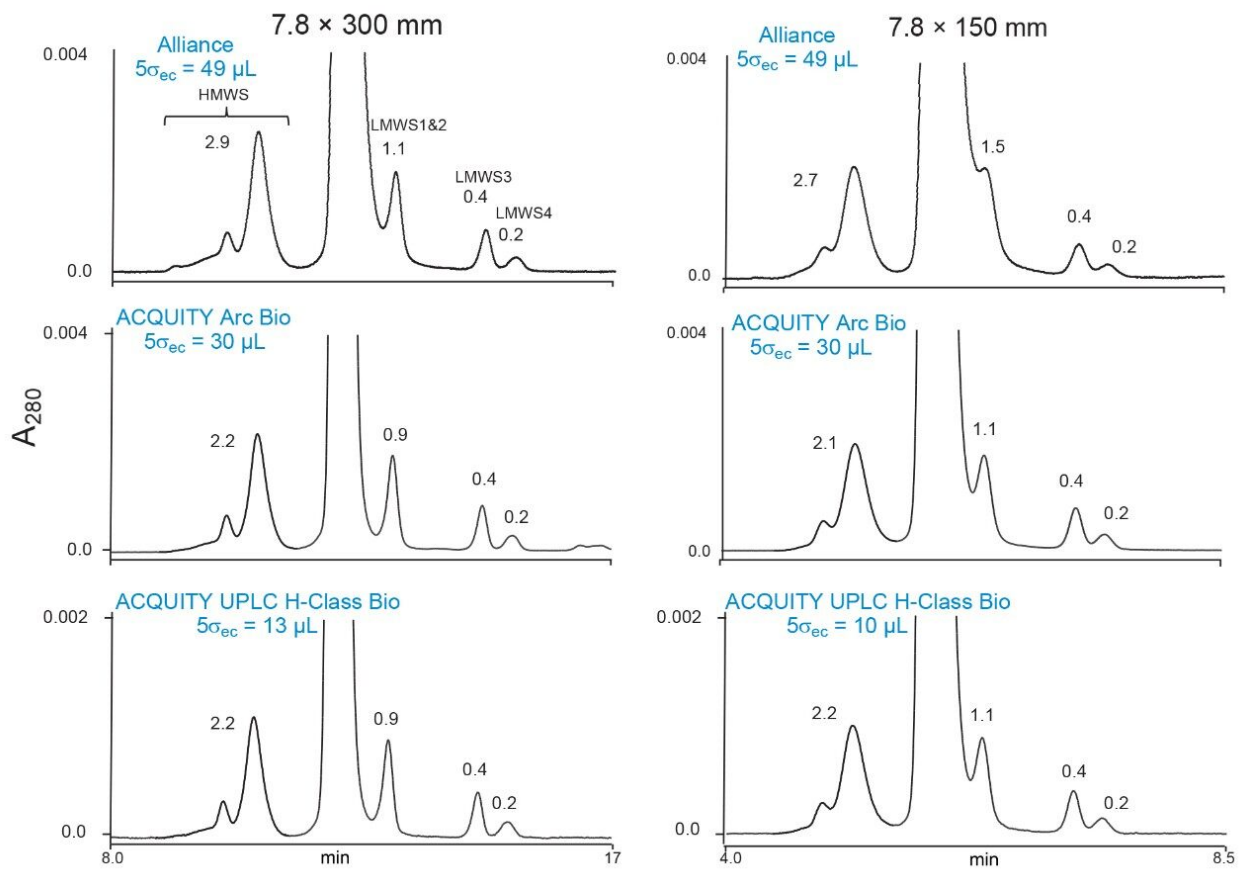 7.8 × 300 mm
Alliance
5σec = 49 µL
0.004
HMWS
2.9
LMWS1&2
1.1
LMWS3
0.4
LMWS4
0.2
0.0
7.8 × 150 mm
Alliance
5σec = 49 µL
0.004
2.7
1.5
0.4
0.2
0.0
ACQUITY Arc Bio
5σec = 30 µL
0.004
2.2
0.9
0.4
0.2
0.0
A280
ACQUITY Arc Bio
5σec = 30 µL
0.004
2.1
1.1
0.4
0.2
0.0
ACQUITY UPLC H-Class Bio
5σec = 13 µL
0.002
2.2
0.9
0.4
0.2
0.0
8.0 min 17
ACQUITY UPLC H-Class Bio
5σec = 10 µL
0.002
2.2
1.1
0.4
0.2
0.0
4.0 min 8.5